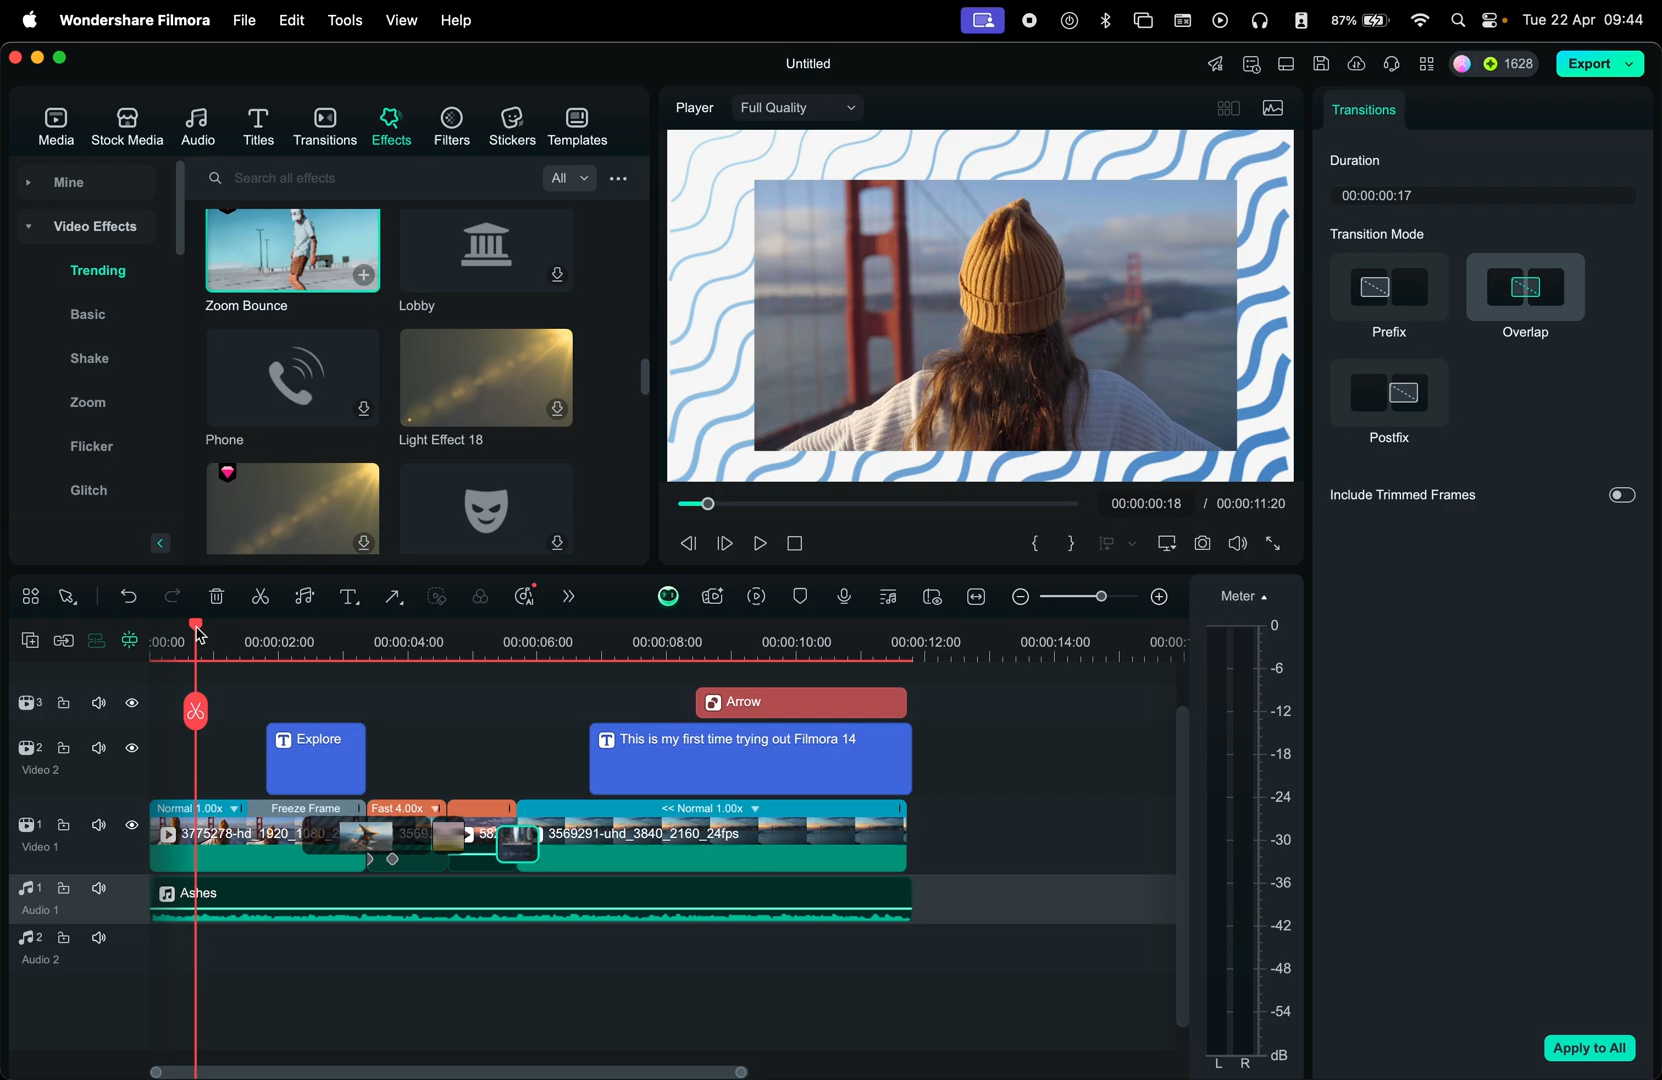 Wondershare Filmora File Edit Tools View Help 87% Tue 22 Apr 09:44
Untitled
1628
Export
Media Stock Media Audio Titles Transitions Effects Filters Stickers Templates
Mine
Video Effects
Trending
Basic
Shake
Zoom
Flicker
Glitch
Search all effects
All
Zoom Bounce
Lobby
Phone
Light Effect 18
Player
Full Quality
00:00:00:18 / 00:00:11:20
Transitions
Duration
00:00:00:17
Transition Mode
Prefix
Overlap
Postfix
Include Trimmed Frames
Apply to All
AI
Meter
:00:00 00:00:02:00 00:00:04:00 00:00:06:00 00:00:08:00 00:00:10:00 00:00:12:00 00:00:14:00 00:00:
3
Arrow
2
Video 2
Explore
This is my first time trying out Filmora 14
Normal 1.00x
Freeze Frame
Fast 4.00x
<< Normal 1.00x
1
Video 1
3775278-hd_1920_1080_2
3569
58
3569291-uhd_3840_2160_24fps
1
Audio 1
Ashes
2
Audio 2
0
-6
-12
-18
-24
-30
-36
-42
-48
-54
dB
L R